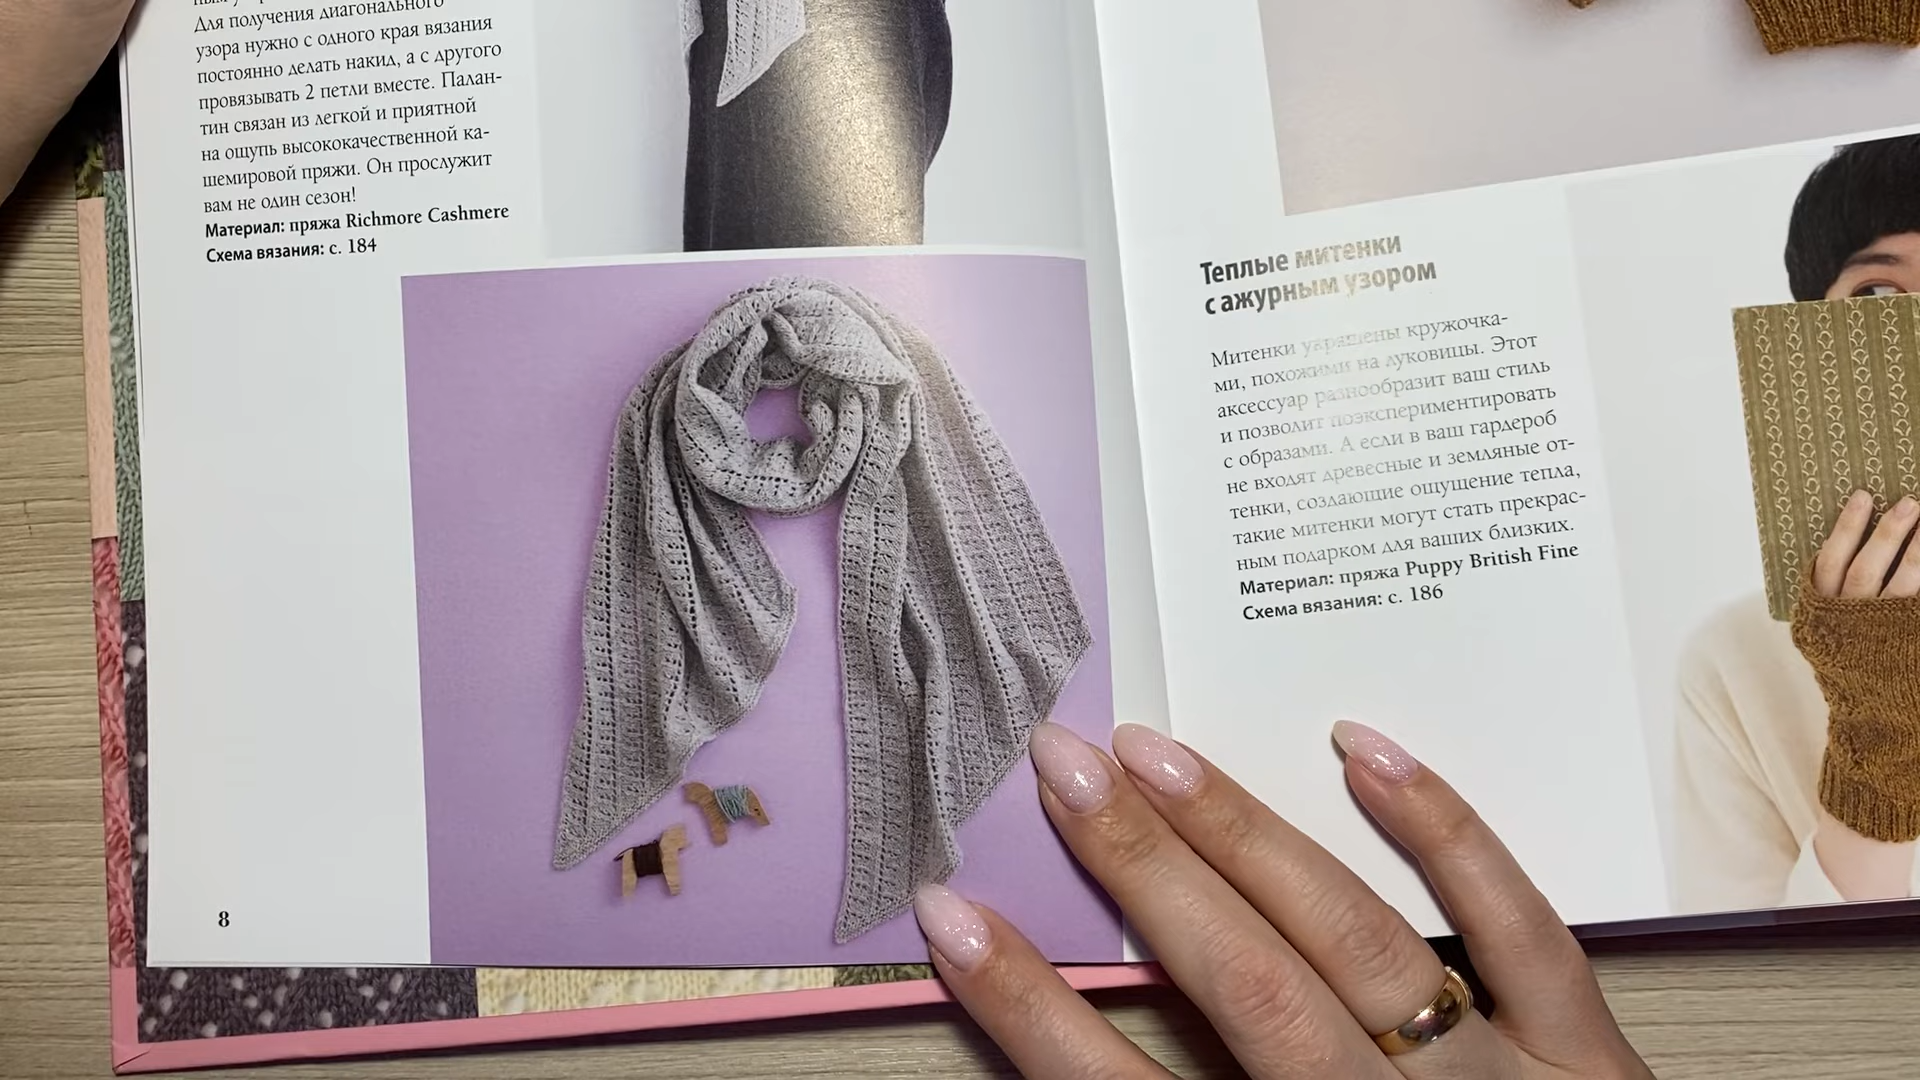 Для получения диагонального
узора нужно с одного края вязания
постоянно делать накид, а с другого
провязывать 2 петли вместе. Палан-
тин связан из легкой и приятной
на ощупь высококачественной ка-
шемировой пряжи. Он прослужит
вам не один сезон!
Материал: пряжа Richmore Cashmere
Схема вязания: с. 184
8
Теплые митенки
с ажурным узором
Митенки украшены кружочка-
ми, похожими на луковицы. Этот
аксессуар разнообразит ваш стиль
и позволит поэкспериментировать
с образами. А если в ваш гардероб
не входят древесные и земляные от-
тенки, создающие ощущение тепла,
такие митенки могут стать прекрас-
ным подарком для ваших близких.
Материал: пряжа Puppy British Fine
Схема вязания: с. 186